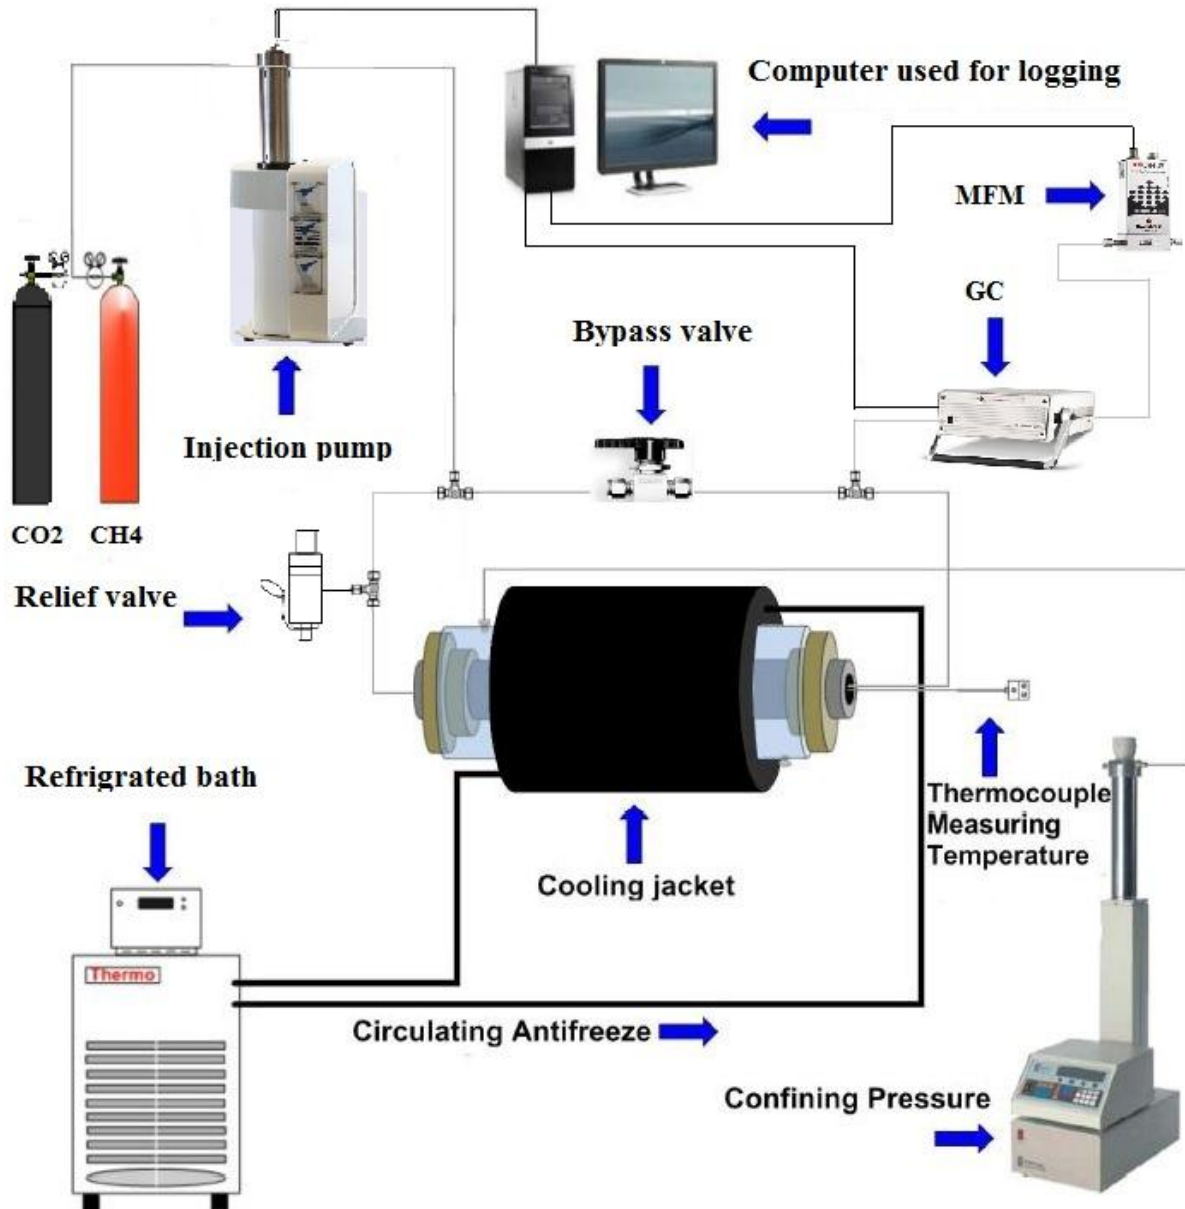 Computer used for logging
MFM
GC
Bypass valve
Injection pump
CO2
CH4
Relief valve
Refrigrated bath
Thermocouple
Measuring
Temperature
Cooling jacket
Thermo
Circulating Antifreeze
Confining Pressure